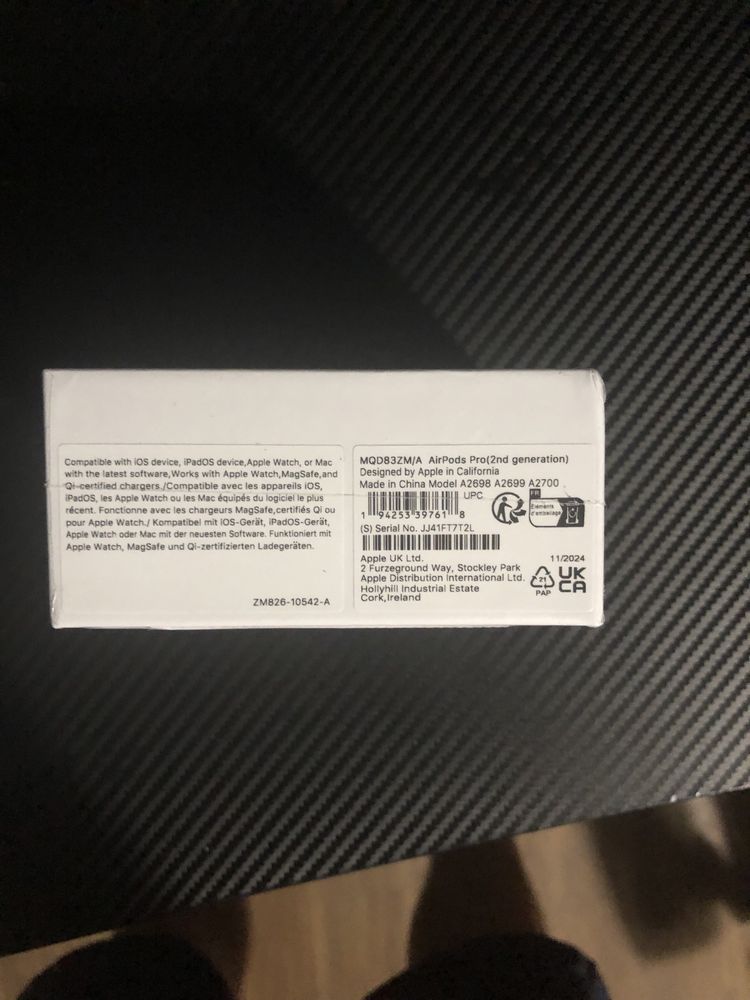 Compatible with iOS device, iPadOS device,Apple Watch, or Mac
with the latest software,Works with Apple Watch,MagSafe,and
Qi-certified chargers./Compatible avec les appareils iOS,
iPadOS, les Apple Watch ou les Mac équipés du logiciel le plus
récent. Fonctionne avec les chargeurs MagSafe,certifiés Qi ou
pour Apple Watch./ Kompatibel mit iOS-Gerät, iPadOS-Gerät,
Apple Watch oder Mac mit der neuesten Software. Funktioniert mit
Apple Watch, MagSafe und Qi-zertifizierten Ladegeräten.
ZM826-10542-A
MQD83ZM/A AirPods Pro(2nd generation)
Designed by Apple in California
Made in China Model A2698 A2699 A2700
UPC
FR
Éléments
d'emballage
1 94253 39761 8
(S) Serial No. JJ41FT7T2L
Apple UK Ltd.
2 Furzeground Way, Stockley Park
Apple Distribution International Ltd.
Hollyhill Industrial Estate
Cork,Ireland
11/2024
21
PAP
UK
CA